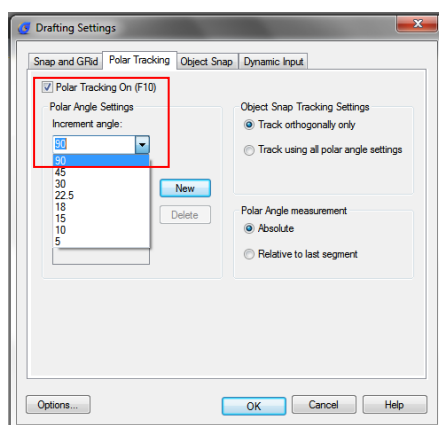 Drafting Settings
Snap and GRid Polar Tracking Object Snap Dynamic Input
Polar Tracking On (F10)
Polar Angle Settings
Increment angle:
90
90
45
30
22.5
18
15
10
5
New
Delete
Object Snap Tracking Settings
Track orthogonally only
Track using all polar angle settings
Polar Angle measurement
Absolute
Relative to last segment
Options... OK Cancel Help